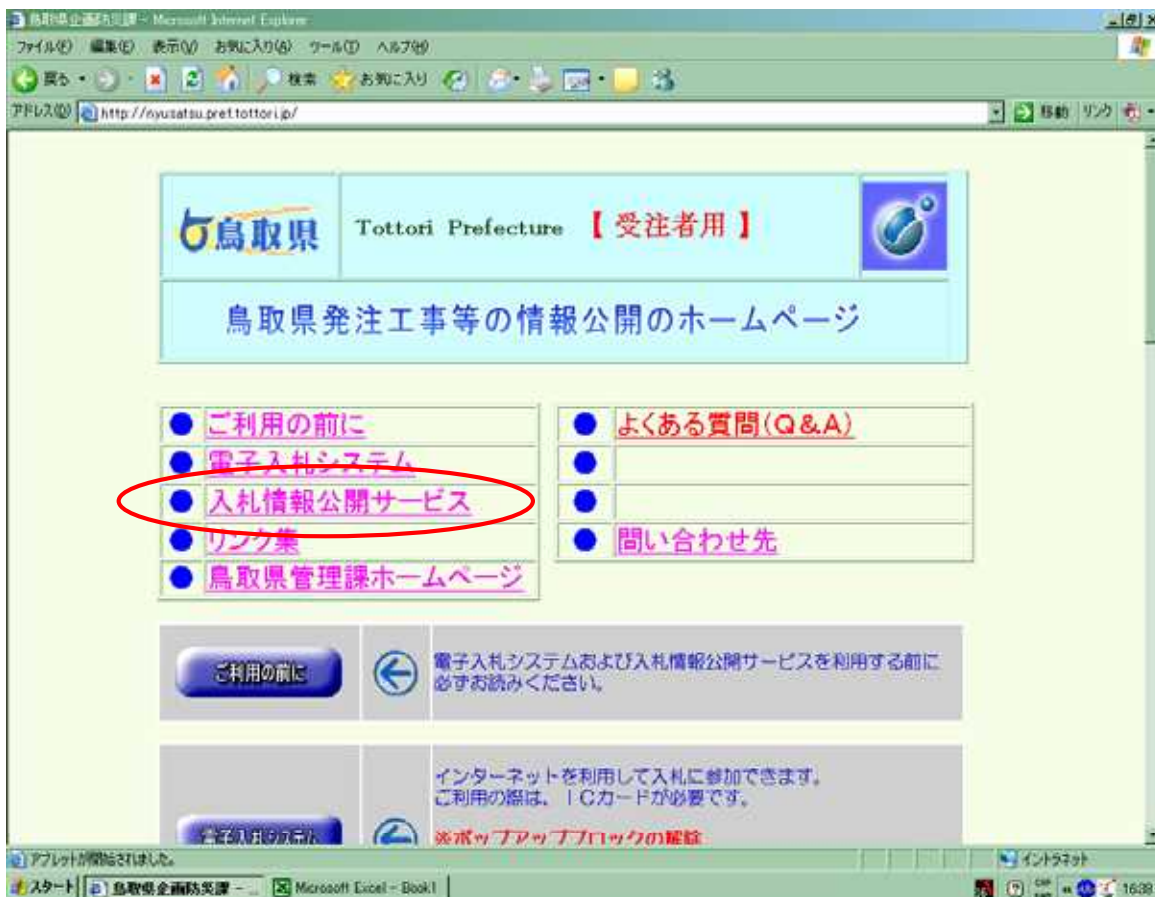 鳥取県企画防災課 - Microsoft Internet Explorer
ファイル(F) 編集(E) 表示(V) お気に入り(A) ツール(T) ヘルプ(H)
戻る 検索 お気に入り
アドレス(D) http://nyusatsu.pref.tottori.jp/ 移動 リンク
鳥取県 Tottori Prefecture 【受注者用】
鳥取県発注工事等の情報公開のホームページ
ご利用の前に よくある質問(Q&A)
電子入札システム
入札情報公開サービス
リンク集 問い合わせ先
鳥取県管理課ホームページ
ご利用の前に
電子入札システムおよび入札情報公開サービスを利用する前に
必ずお読みください。
インターネットを利用して入札に参加できます。
ご利用の際は、ICカードが必要です。
電子入札システム ※ポップアップブロックの解除
アプレットが開始されました。 イントラネット
スタート 鳥取県企画防災課 - ... Microsoft Excel - Book1 16:38